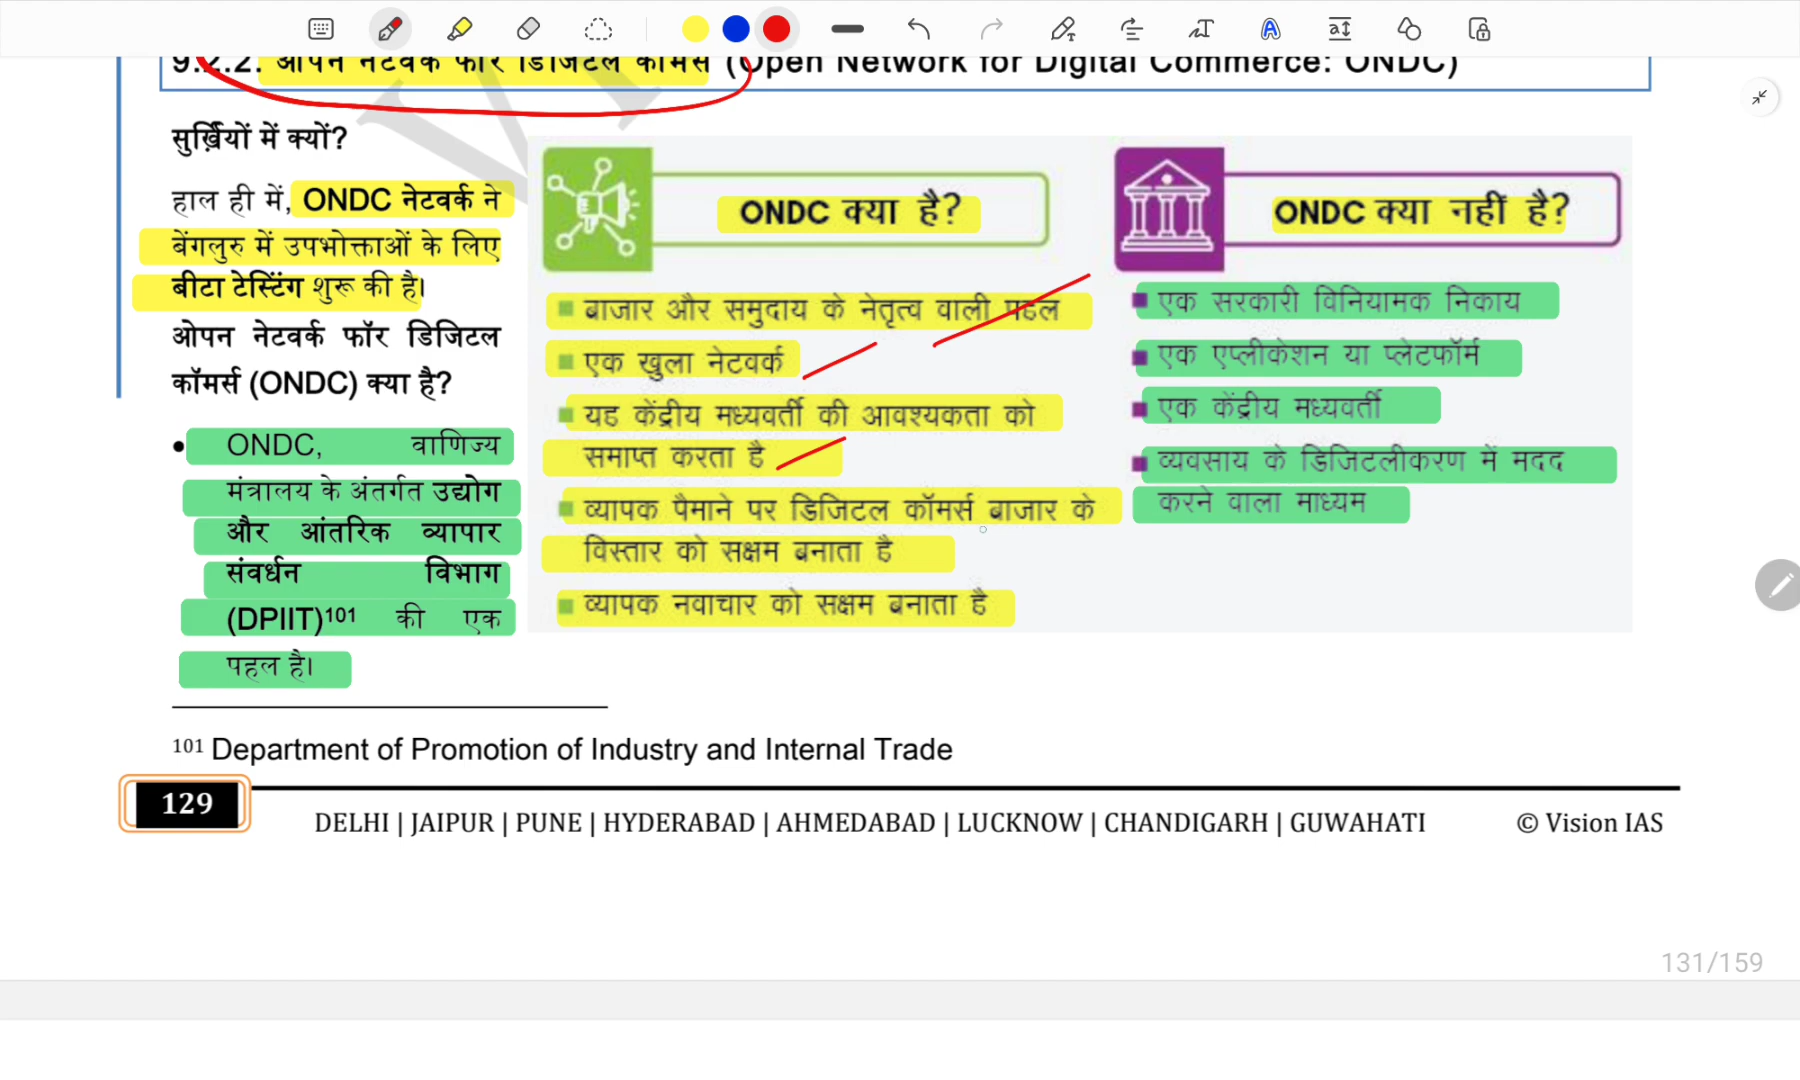 9.2.2. ओपन नेटवर्क फॉर डिजिटल कॉमर्स (Open Network for Digital Commerce: ONDC)
सुर्ख़ियों में क्यों?
हाल ही में, ONDC नेटवर्क ने
बेंगलुरु में उपभोक्ताओं के लिए
बीटा टेस्टिंग शुरू की है।
ओपन नेटवर्क फॉर डिजिटल
कॉमर्स (ONDC) क्या है?
• ONDC, वाणिज्य
मंत्रालय के अंतर्गत उद्योग
और आंतरिक व्यापार
संवर्धन विभाग
(DPIIT)101 की एक
पहल है।
ONDC क्या है?
बाजार और समुदाय के नेतृत्व वाली पहल
एक खुला नेटवर्क
यह केंद्रीय मध्यवर्ती की आवश्यकता को
समाप्त करता है
व्यापक पैमाने पर डिजिटल कॉमर्स बाजार के
विस्तार को सक्षम बनाता है
व्यापक नवाचार को सक्षम बनाता है
ONDC क्या नहीं है?
एक सरकारी विनियामक निकाय
एक एप्लीकेशन या प्लेटफॉर्म
एक केंद्रीय मध्यवर्ती
व्यवसाय के डिजिटलीकरण में मदद
करने वाला माध्यम
101 Department of Promotion of Industry and Internal Trade
129
DELHI | JAIPUR | PUNE | HYDERABAD | AHMEDABAD | LUCKNOW | CHANDIGARH | GUWAHATI
© Vision IAS
131/159